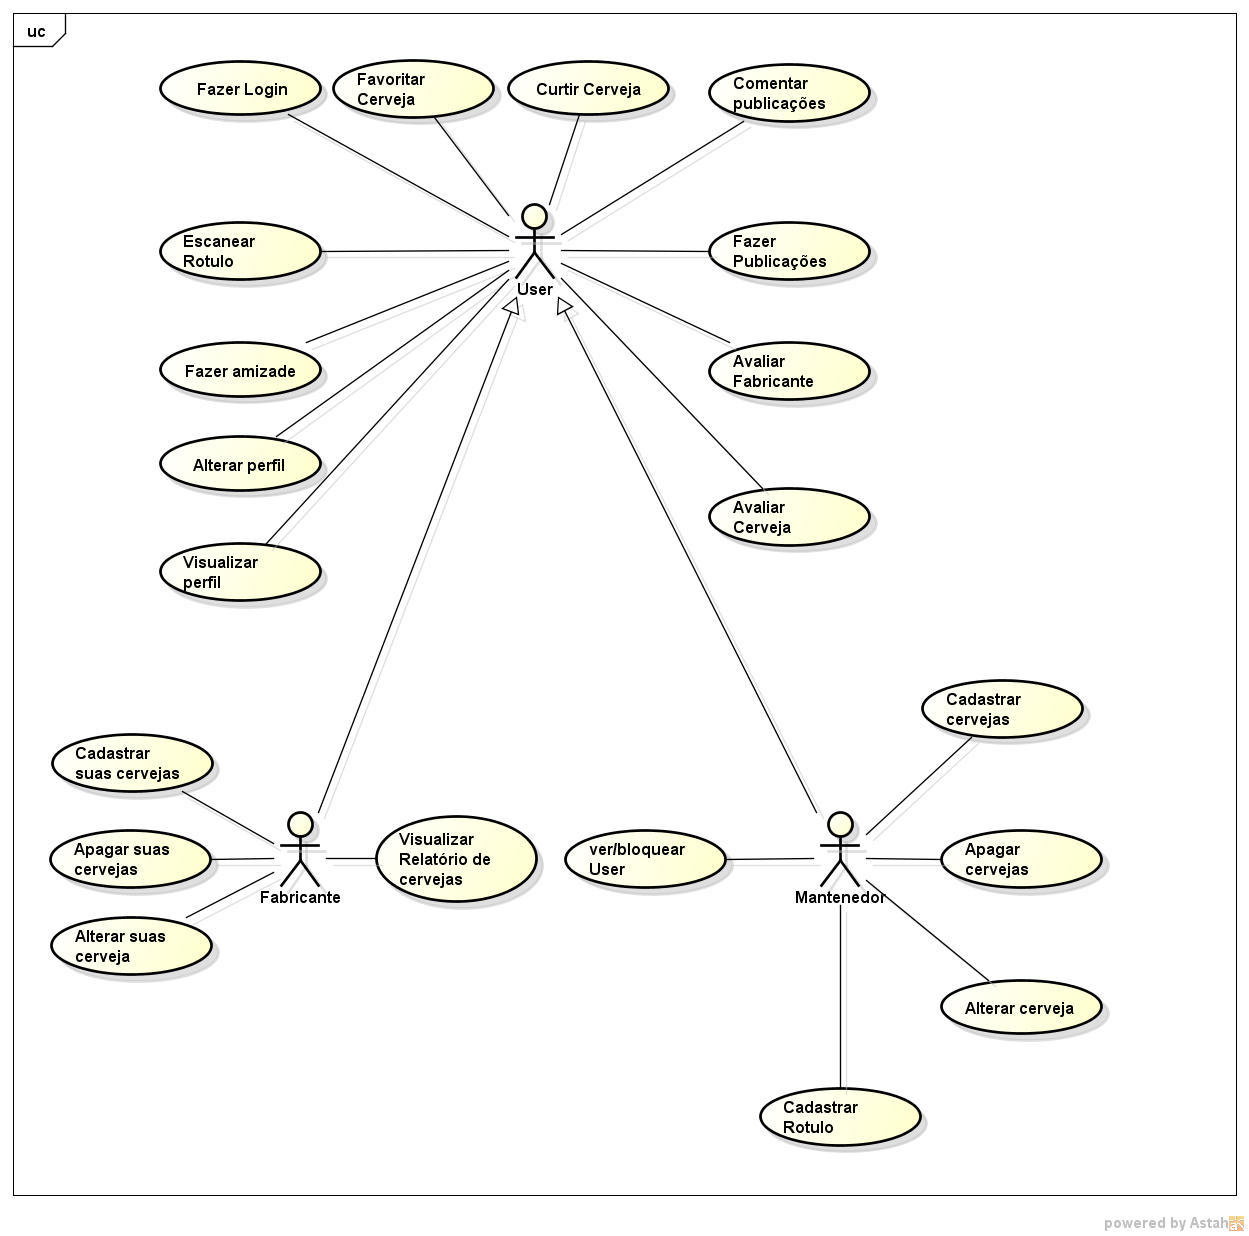 uc
Fazer Login
Favoritar
Cerveja
Curtir Cerveja
Comentar
publicações
Escanear
Rotulo
User
Fazer
Publicações
Fazer amizade
Avaliar
Fabricante
Alterar perfil
Avaliar
Cerveja
Visualizar
perfil
Cadastrar
suas cervejas
Apagar suas
cervejas
Alterar suas
cerveja
Fabricante
Visualizar
Relatório de
cervejas
ver/bloquear
User
Mantenedor
Cadastrar
cervejas
Apagar
cervejas
Alterar cerveja
Cadastrar
Rotulo
powered by Astah